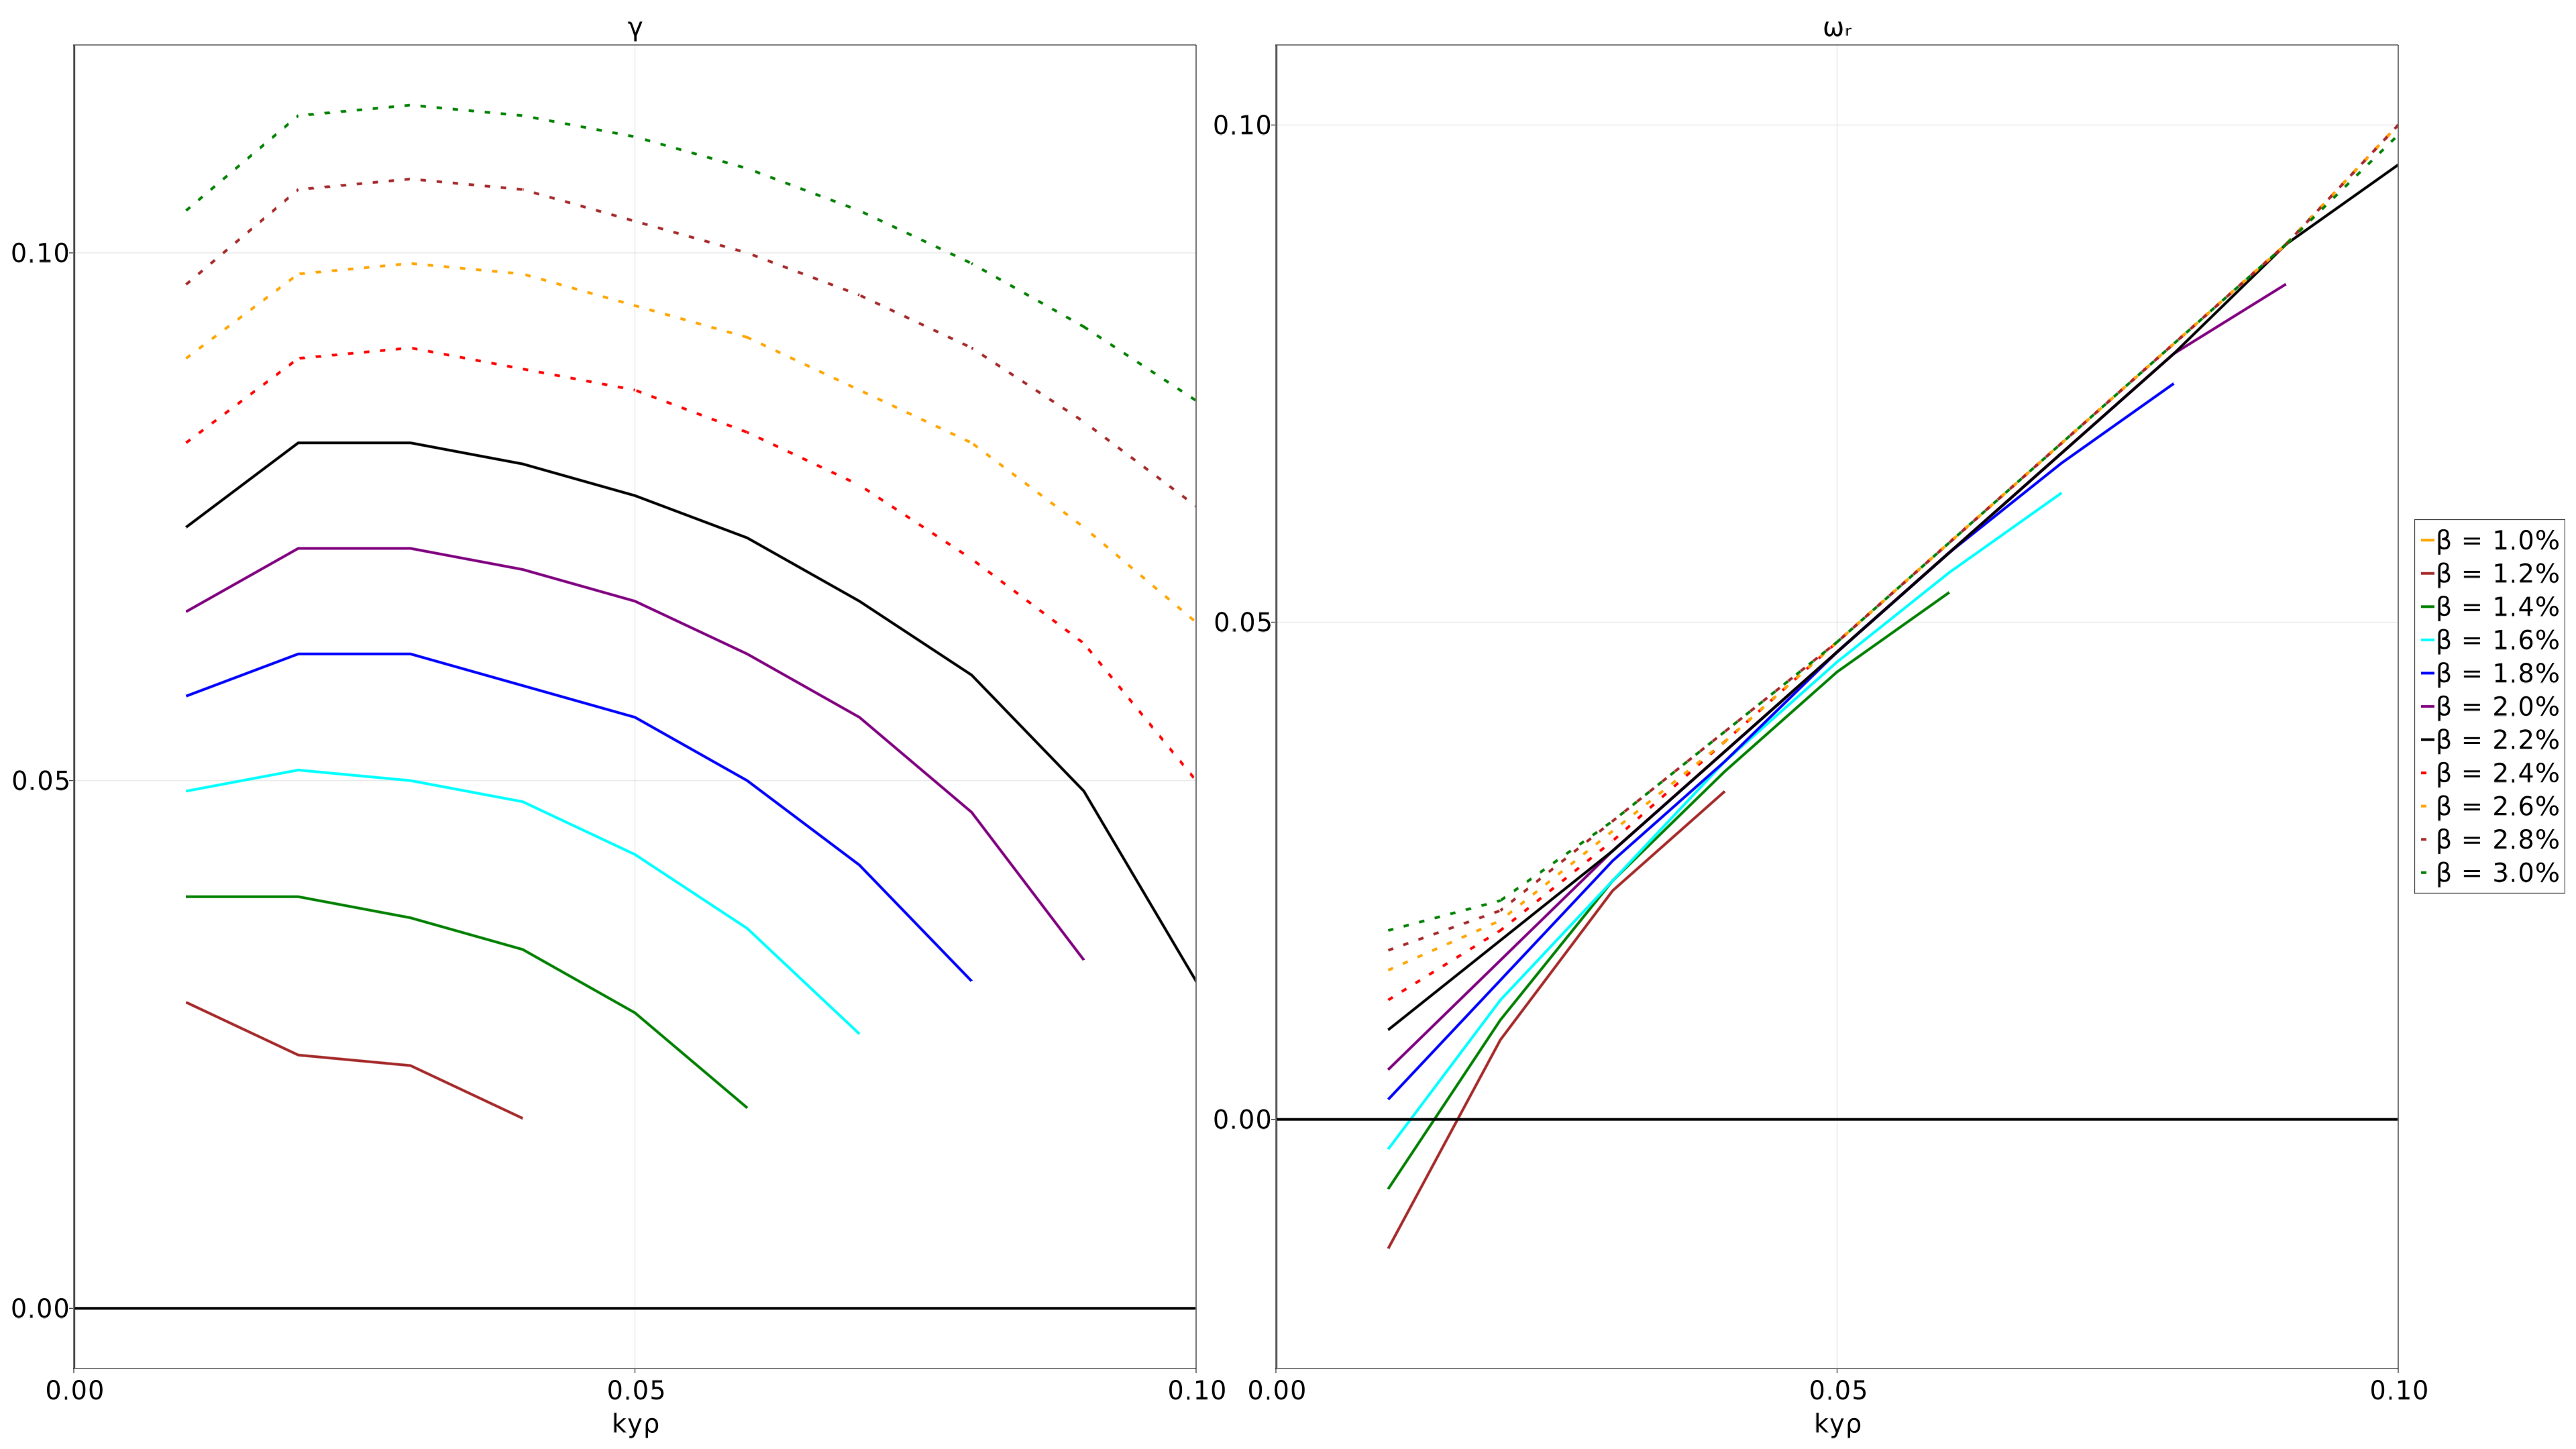 γ
ωᵣ
0.10
0.05
0.00
0.00
0.05
0.10
kyρ
0.10
0.05
0.00
0.00
0.05
0.10
kyρ
β = 1.0%
β = 1.2%
β = 1.4%
β = 1.6%
β = 1.8%
β = 2.0%
β = 2.2%
β = 2.4%
β = 2.6%
β = 2.8%
β = 3.0%